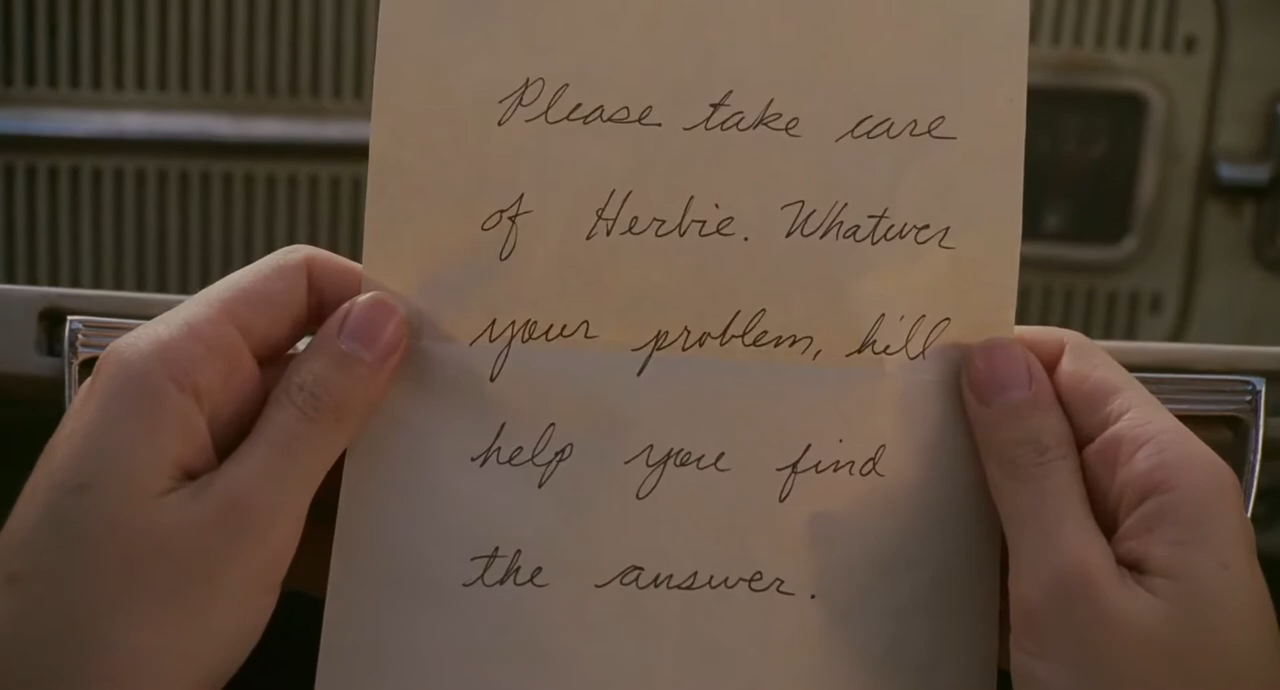 Please take care
of Herbie. Whatever
your problem, he'll
help you find
the answer.